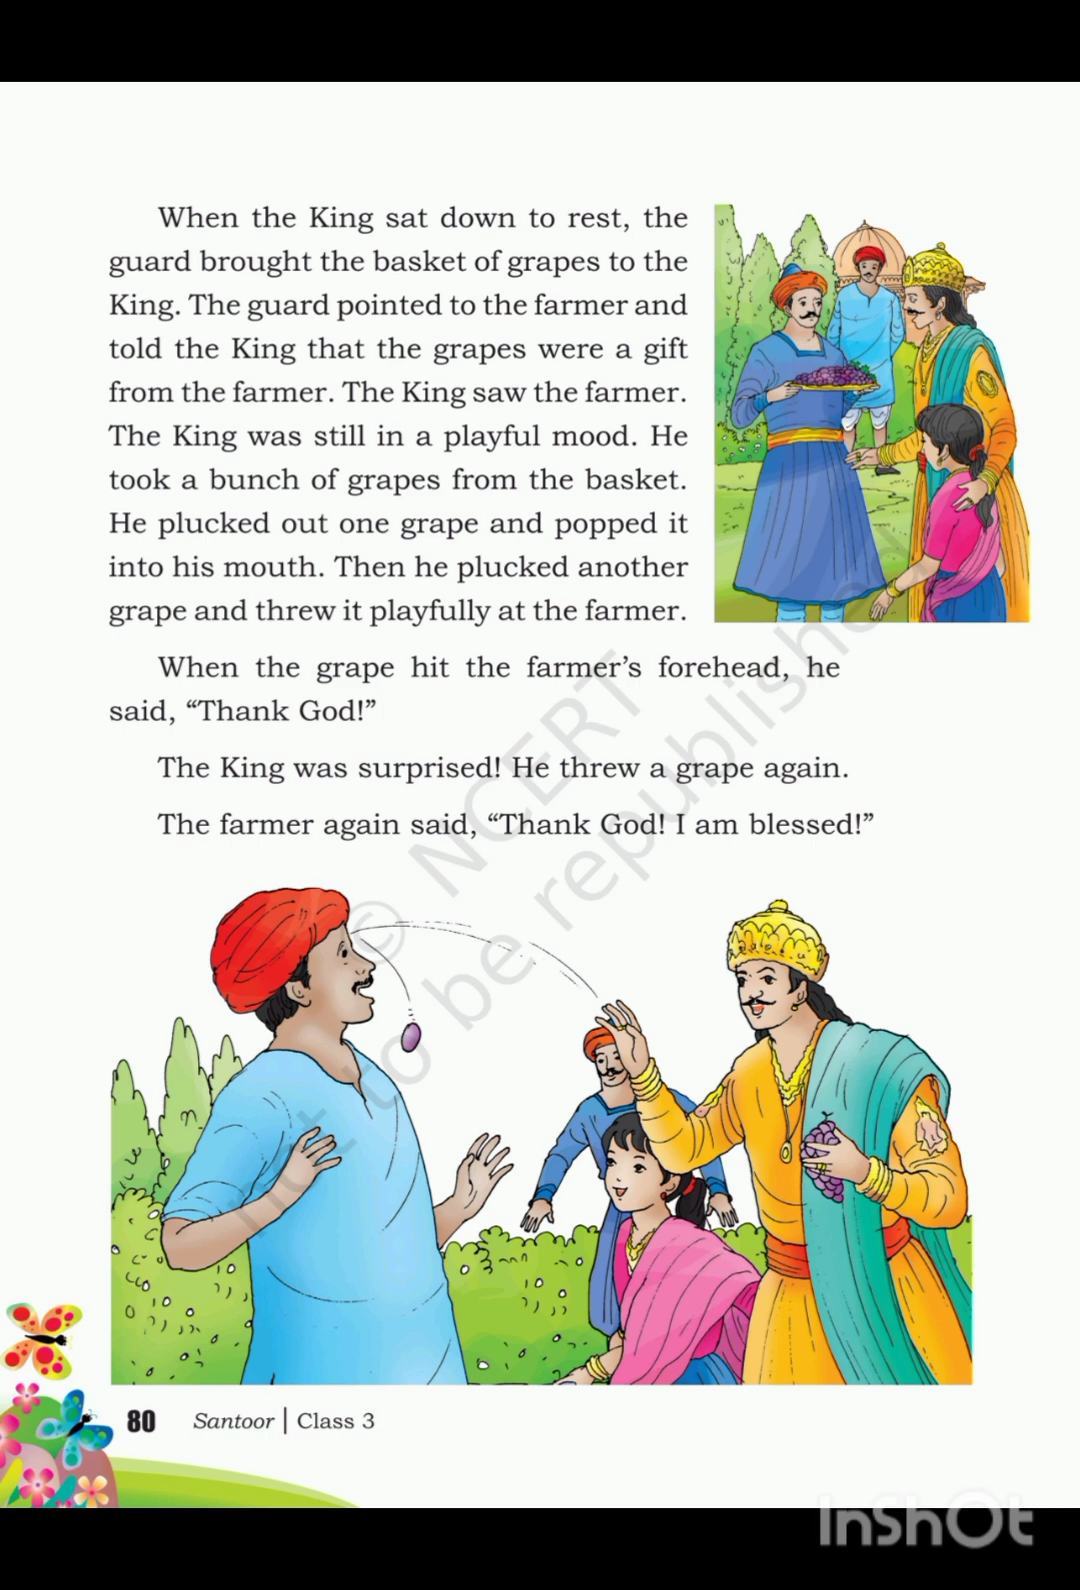 When the King sat down to rest, the
guard brought the basket of grapes to the
King. The guard pointed to the farmer and
told the King that the grapes were a gift
from the farmer. The King saw the farmer.
The King was still in a playful mood. He
took a bunch of grapes from the basket.
He plucked out one grape and popped it
into his mouth. Then he plucked another
grape and threw it playfully at the farmer.
When the grape hit the farmer’s forehead, he
said, “Thank God!”
The King was surprised! He threw a grape again.
The farmer again said, “Thank God! I am blessed!”
© NCERT
not to be republished
80 Santoor | Class 3
InShOt